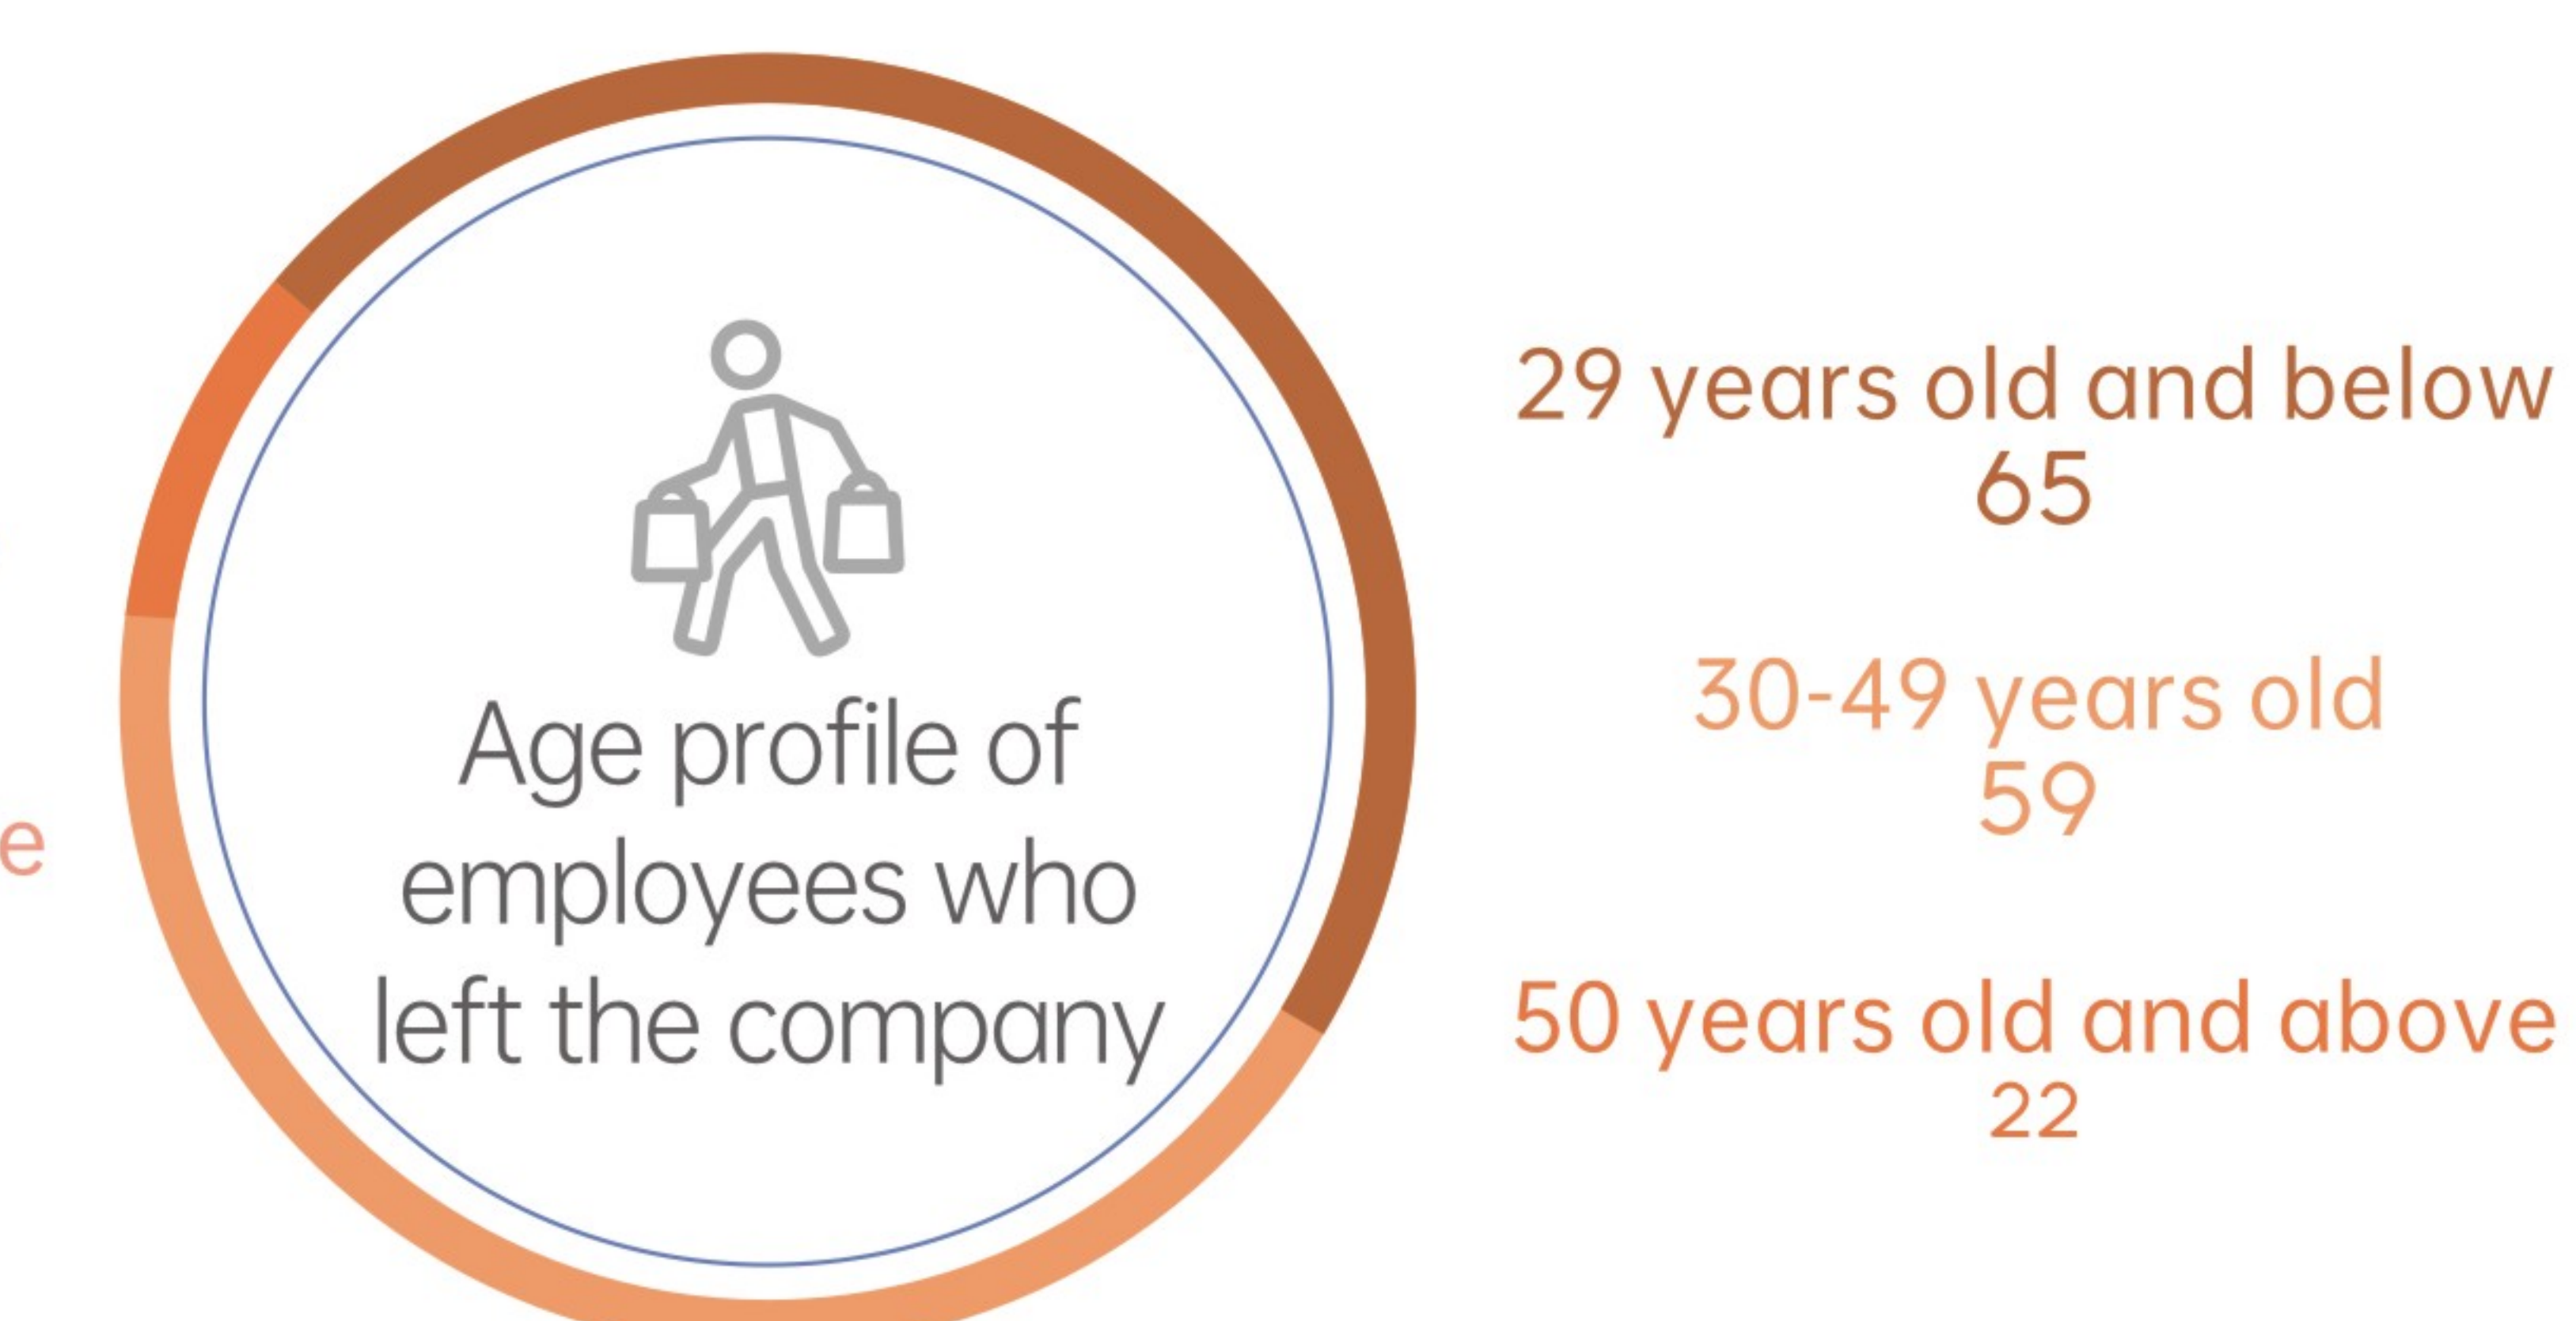 Age profile of
employees who
left the company
29 years old and below
65
30-49 years old
59
50 years old and above
22